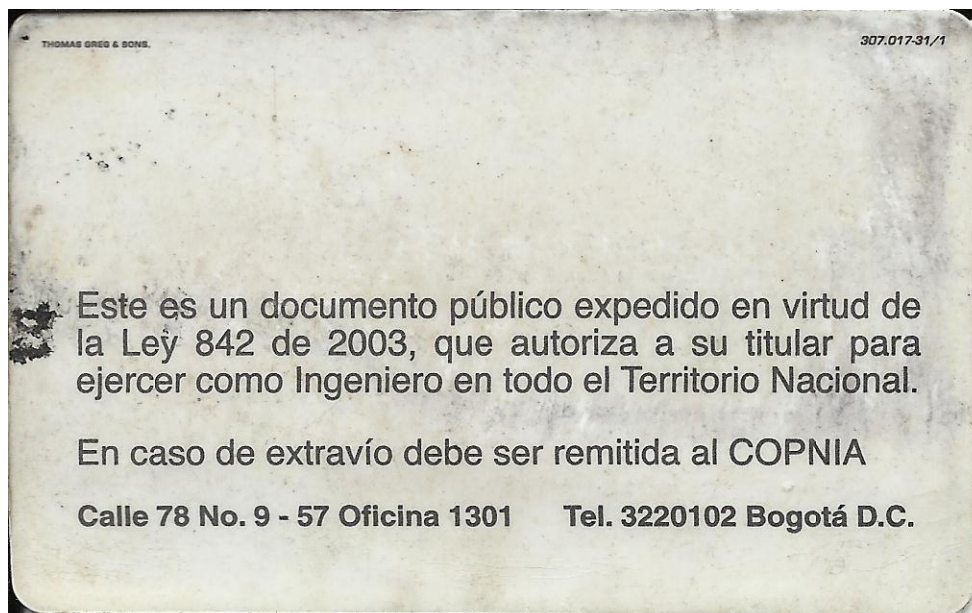 THOMAS GREG & SONS.
307.017-31/1
Este es un documento público expedido en virtud de
la Ley 842 de 2003, que autoriza a su titular para
ejercer como Ingeniero en todo el Territorio Nacional.
En caso de extravío debe ser remitida al COPNIA
Calle 78 No. 9 - 57 Oficina 1301 Tel. 3220102 Bogotá D.C.